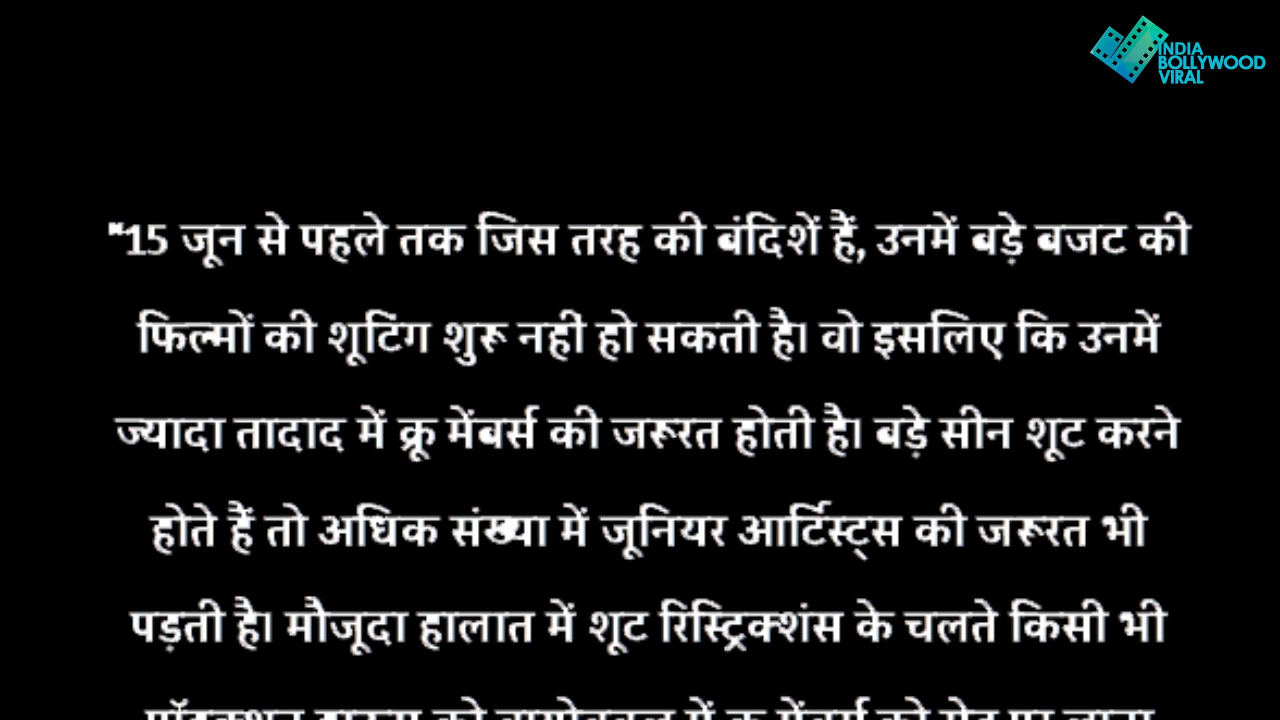 INDIA
BOLLYWOOD
VIRAL
"15 जून से पहले तक जिस तरह की बंदिशें हैं, उनमें बड़े बजट की
फिल्मों की शूटिंग शुरू नहीं हो सकती है। वो इसलिए कि उनमें
ज्यादा तादाद में क्रू मेंबर्स की जरूरत होती है। बड़े सीन शूट करने
होते हैं तो अधिक संख्या में जूनियर आर्टिस्ट्स की जरूरत भी
पड़ती है। मौजूदा हालात में शूट रिस्ट्रिक्शंस के चलते किसी भी